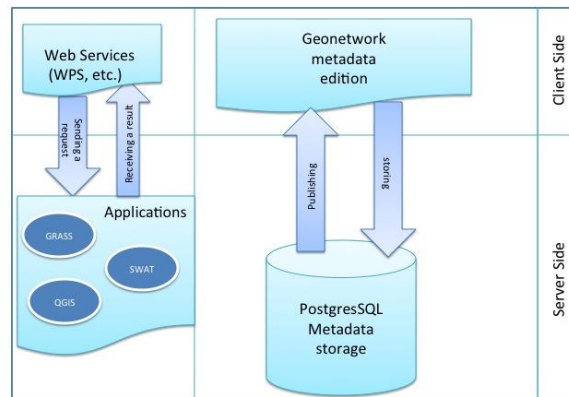 Web Services
(WPS, etc.)
Sending a
request
Receiving a result
Applications
GRASS
SWAT
QGIS
Geonetwork
metadata
edition
Publishing
storing
PostgresSQL
Metadata
storage
Client Side
Server Side